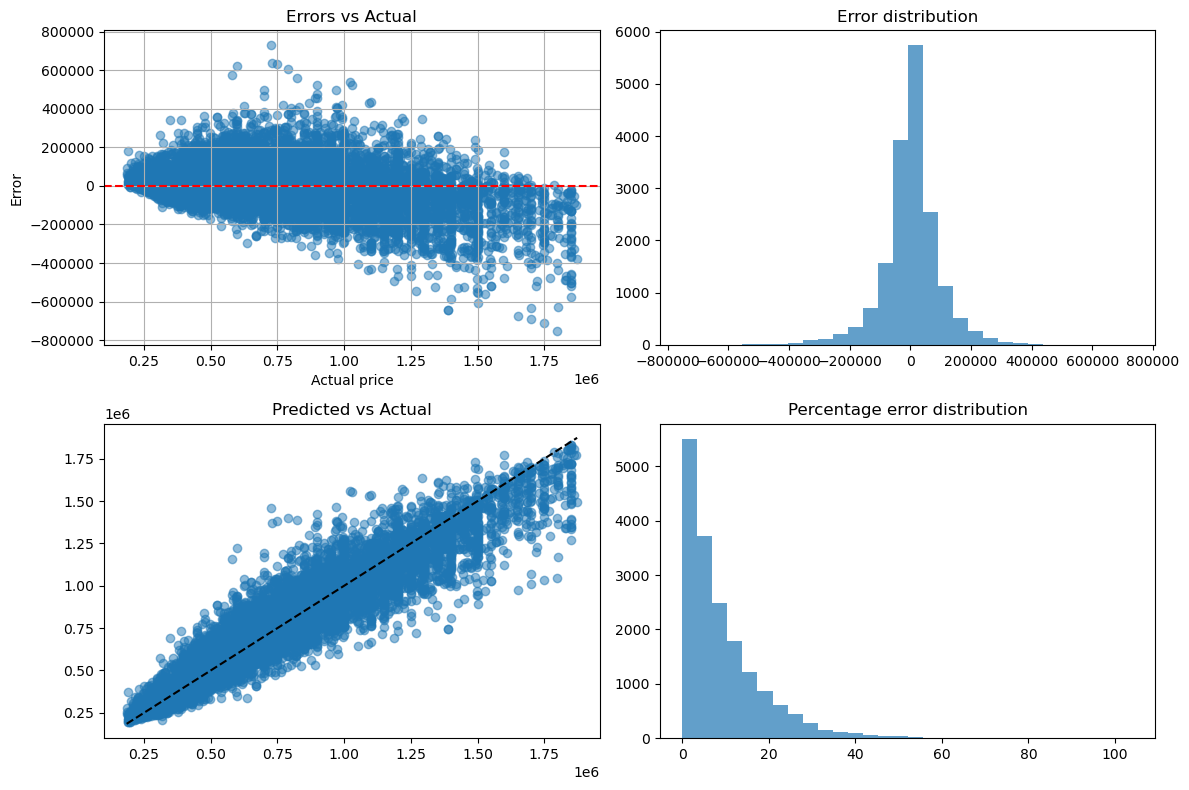 Errors vs Actual
800000
600000
400000
200000
0
−200000
−400000
−600000
−800000
Error
0.25 0.50 0.75 1.00 1.25 1.50 1.75
1e6
Actual price
Error distribution
6000
5000
4000
3000
2000
1000
0
−800000 −600000 −400000 −200000 0 200000 400000 600000 800000
Predicted vs Actual
1e6
1.75
1.50
1.25
1.00
0.75
0.50
0.25
0.25 0.50 0.75 1.00 1.25 1.50 1.75
1e6
Percentage error distribution
5000
4000
3000
2000
1000
0
0 20 40 60 80 100